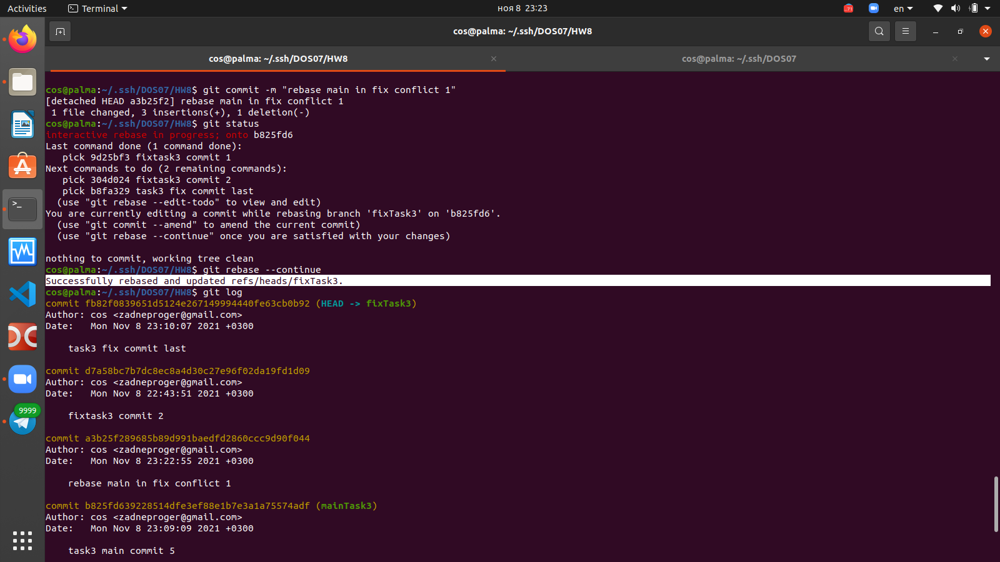 Activities
Terminal
ноя 8 23:23
en
cos@palma: ~/.ssh/DOS07/HW8
cos@palma: ~/.ssh/DOS07/HW8
cos@palma: ~/.ssh/DOS07
cos@palma:~/.ssh/DOS07/HW8$ git commit -m "rebase main in fix conflict 1"
[detached HEAD a3b25f2] rebase main in fix conflict 1
 1 file changed, 3 insertions(+), 1 deletion(-)
cos@palma:~/.ssh/DOS07/HW8$ git status
interactive rebase in progress; onto b825fd6
Last command done (1 command done):
   pick 9d25bf3 fixtask3 commit 1
Next commands to do (2 remaining commands):
   pick 304d024 fixtask3 commit 2
   pick b8fa329 task3 fix commit last
  (use "git rebase --edit-todo" to view and edit)
You are currently editing a commit while rebasing branch 'fixTask3' on 'b825fd6'.
  (use "git commit --amend" to amend the current commit)
  (use "git rebase --continue" once you are satisfied with your changes)
nothing to commit, working tree clean
cos@palma:~/.ssh/DOS07/HW8$ git rebase --continue
Successfully rebased and updated refs/heads/fixTask3.
cos@palma:~/.ssh/DOS07/HW8$ git log
commit fb82f0839651d5124e267149994440fe63cb0b92 (HEAD -> fixTask3)
Author: cos <zadneproger@gmail.com>
Date:   Mon Nov 8 23:10:07 2021 +0300
    task3 fix commit last
commit d7a58bc7b7dc8ec8a4d30c27e96f02da19fd1d09
Author: cos <zadneproger@gmail.com>
Date:   Mon Nov 8 22:43:51 2021 +0300
    fixtask3 commit 2
commit a3b25f289685b89d991baedfd2860ccc9d90f044
Author: cos <zadneproger@gmail.com>
Date:   Mon Nov 8 23:22:55 2021 +0300
    rebase main in fix conflict 1
commit b825fd639228514dfe3ef88e1b7e3a1a75574adf (mainTask3)
Author: cos <zadneproger@gmail.com>
Date:   Mon Nov 8 23:09:09 2021 +0300
    task3 main commit 5
9999